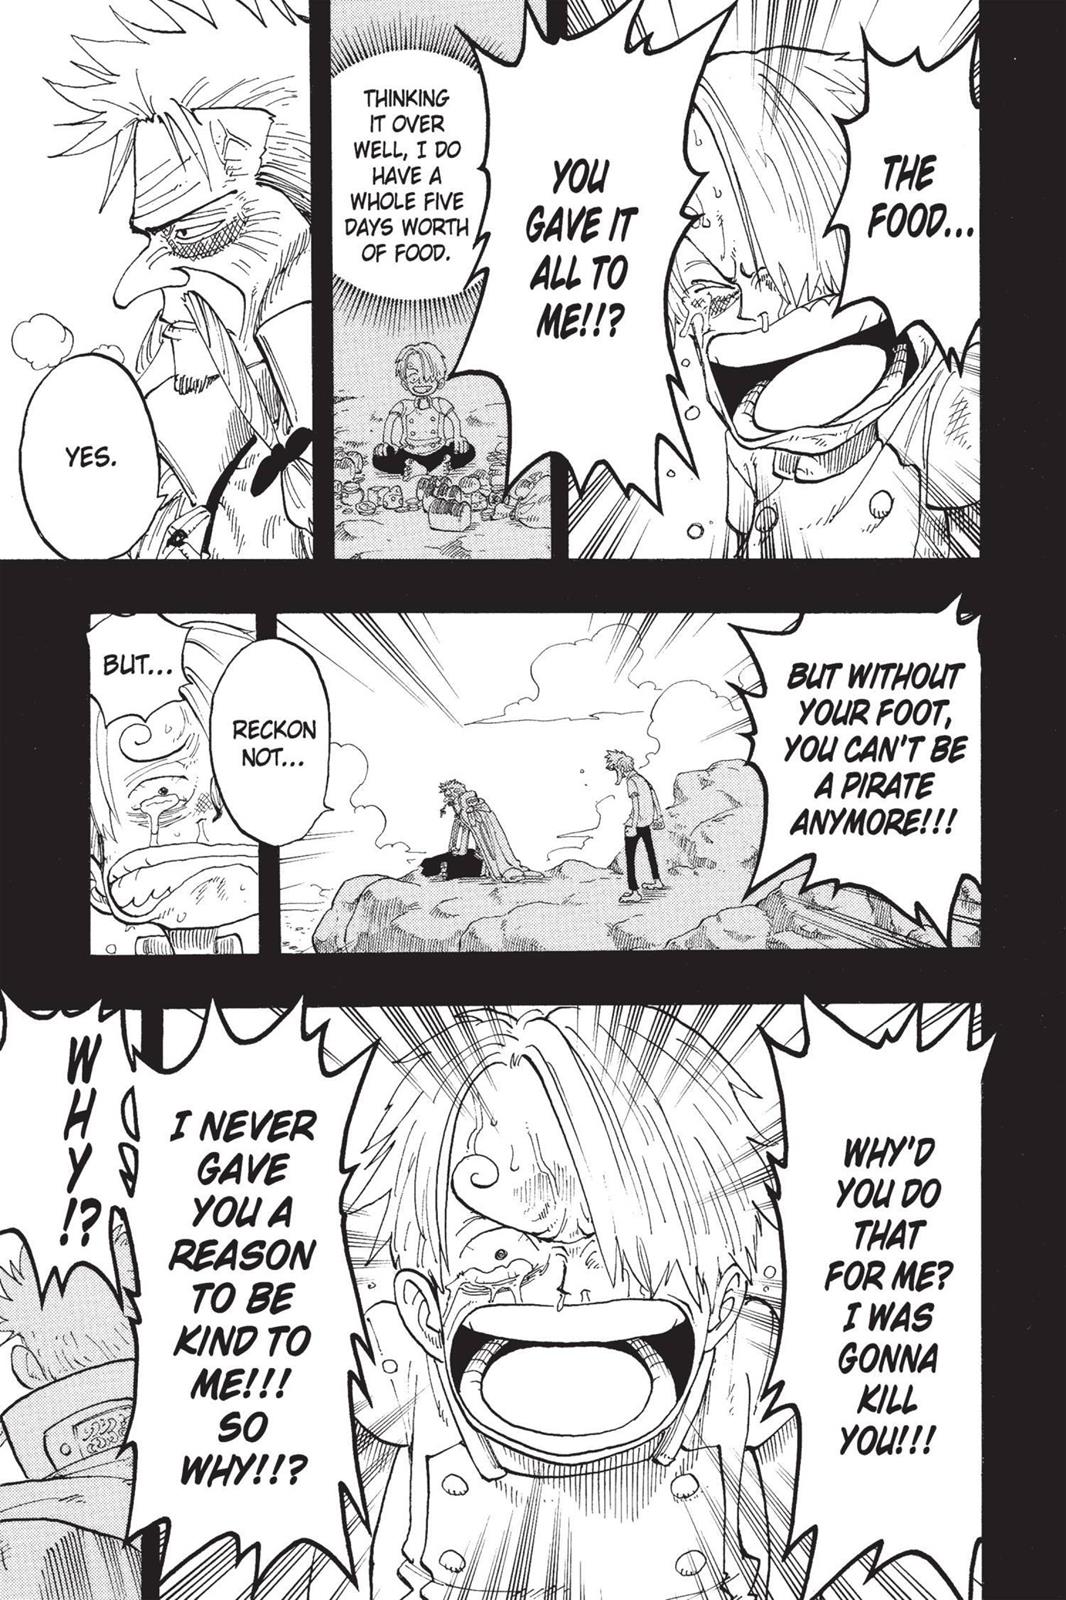 THE
FOOD...
YOU
GAVE IT
ALL TO
ME!!?
THINKING
IT OVER
WELL, I DO
HAVE A
WHOLE FIVE
DAYS WORTH
OF FOOD.
YES.
BUT WITHOUT
YOUR FOOT,
YOU CAN'T BE
A PIRATE
ANYMORE!!!
RECKON
NOT...
BUT...
WHY'D
YOU DO
THAT
FOR ME?
I WAS
GONNA
KILL
YOU!!!
I NEVER
GAVE
YOU A
REASON
TO BE
KIND TO
ME!!!
SO
WHY!!?
WHY!?